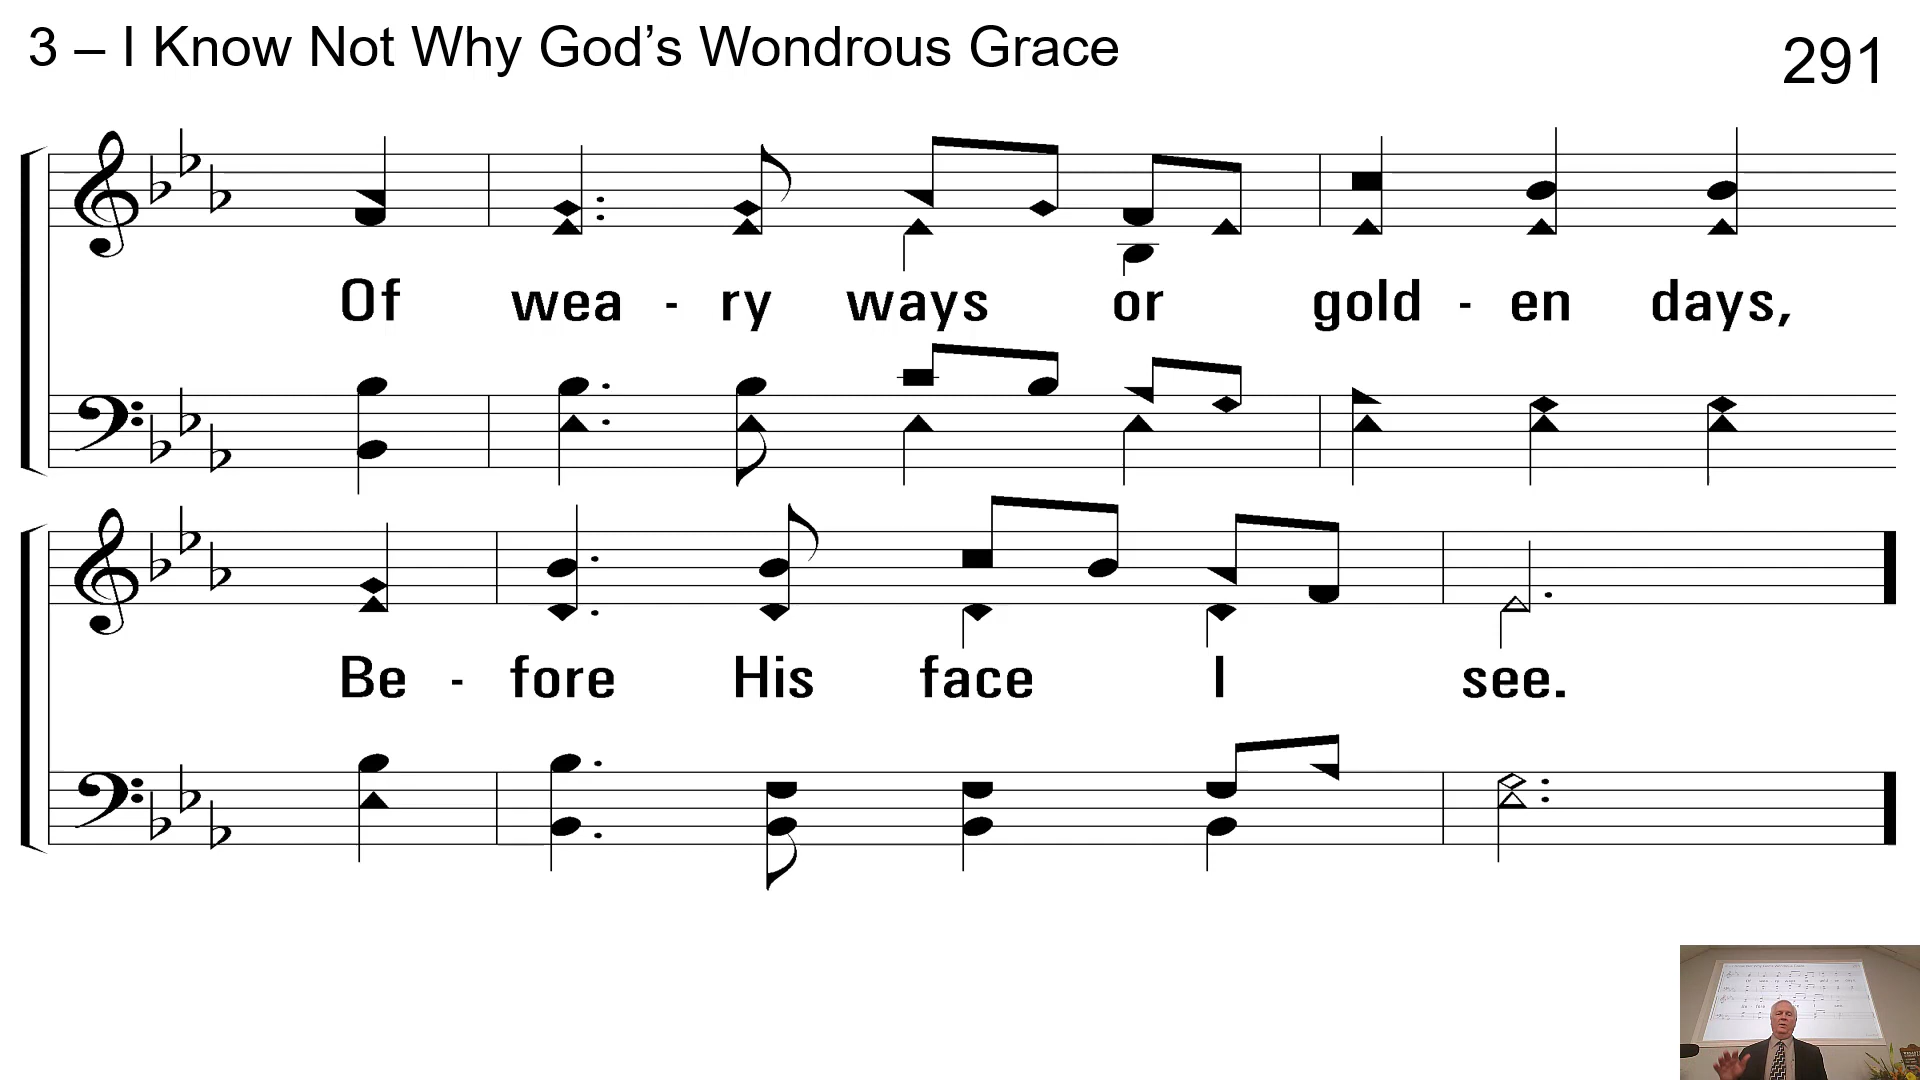 3 – I Know Not Why God’s Wondrous Grace
291
Of wea - ry ways or gold - en days,
Be - fore His face I see.